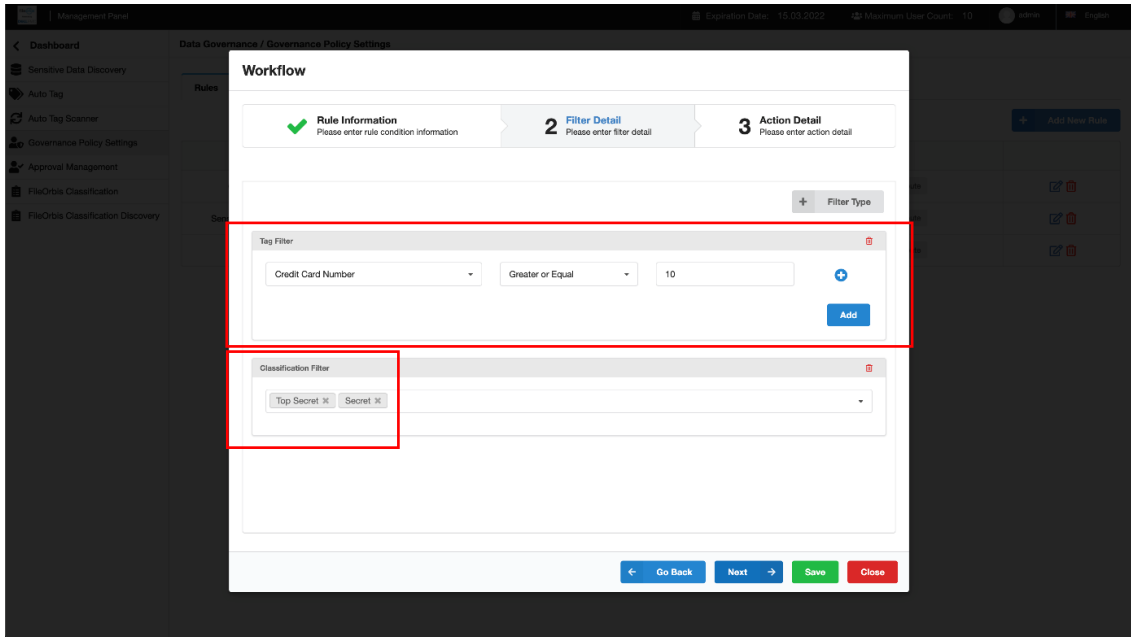 Management Panel
Expiration Date: 15.03.2022
Maximum User Count: 10
admin
English
Dashboard
Data Governance / Governance Policy Settings
Sensitive Data Discovery
Auto Tag
Auto Tag Scanner
Governance Policy Settings
Approval Management
FileOrbis Classification
FileOrbis Classification Discovery
Rules
Add New Rule
Workflow
Rule Information
Please enter rule condition information
2
Filter Detail
Please enter filter detail
3
Action Detail
Please enter action detail
Filter Type
Tag Filter
Credit Card Number
Greater or Equal
10
Add
Classification Filter
Top Secret
Secret
Go Back
Next
Save
Close